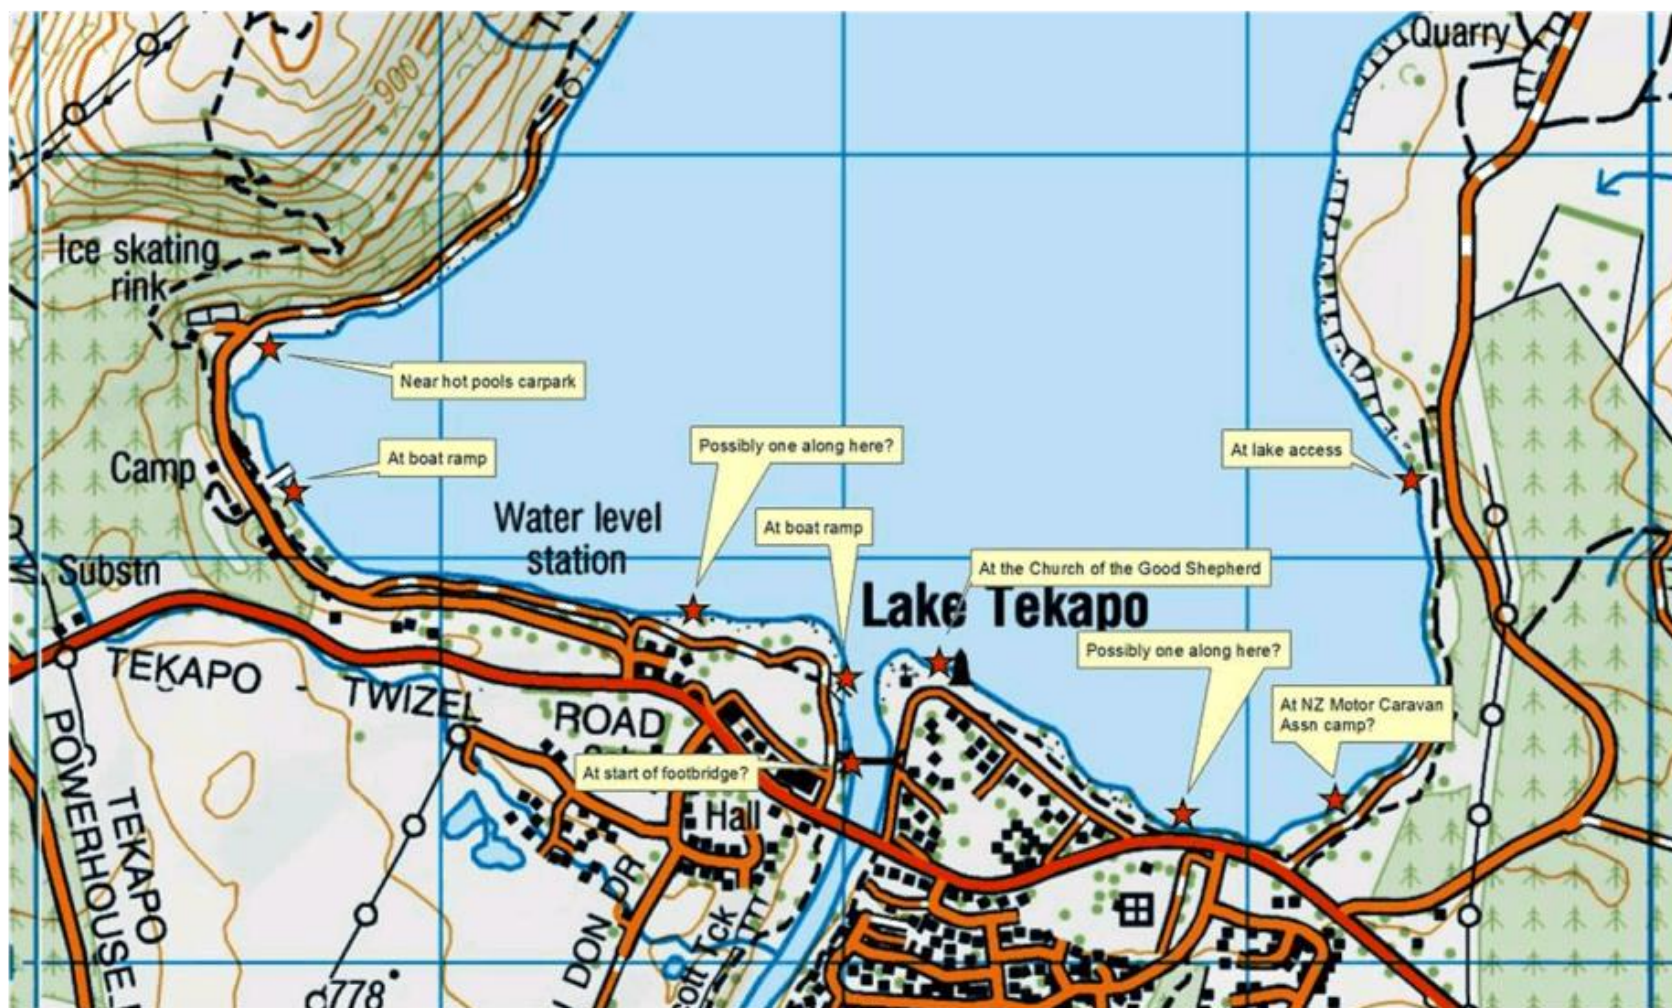 Quarry
900
Ice skating
rink
Near hot pools carpark
Possibly one along here?
At lake access
At boat ramp
Camp
Water level
station
At boat ramp
At the Church of the Good Shepherd
Substn
Lake Tekapo
Possibly one along here?
TEKAPO - TWIZEL ROAD
At NZ Motor Caravan
Assn camp?
At start of footbridge?
Hall
TEKAPO
POWERHOUSE
DON DR
Tck
778